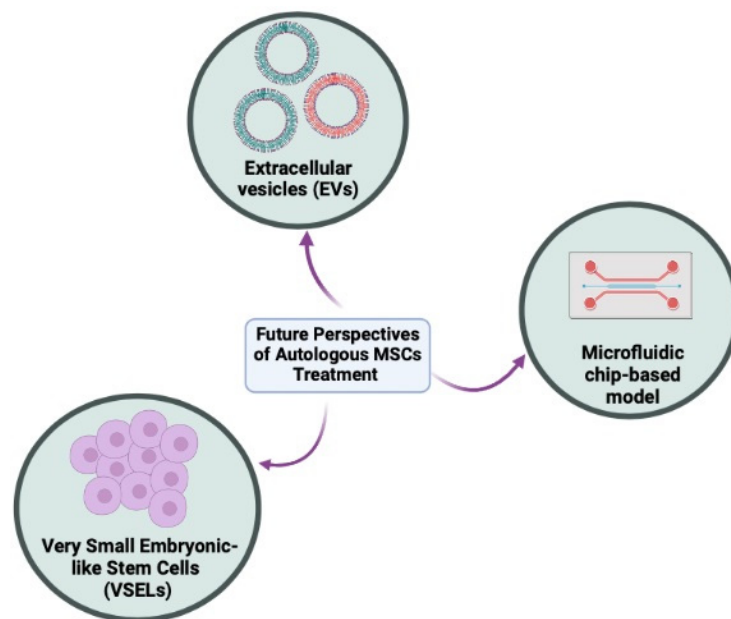 Extracellular
vesicles (EVs)
Future Perspectives
of Autologous MSCs
Treatment
Microfluidic
chip-based
model
Very Small Embryonic-
like Stem Cells
(VSELs)